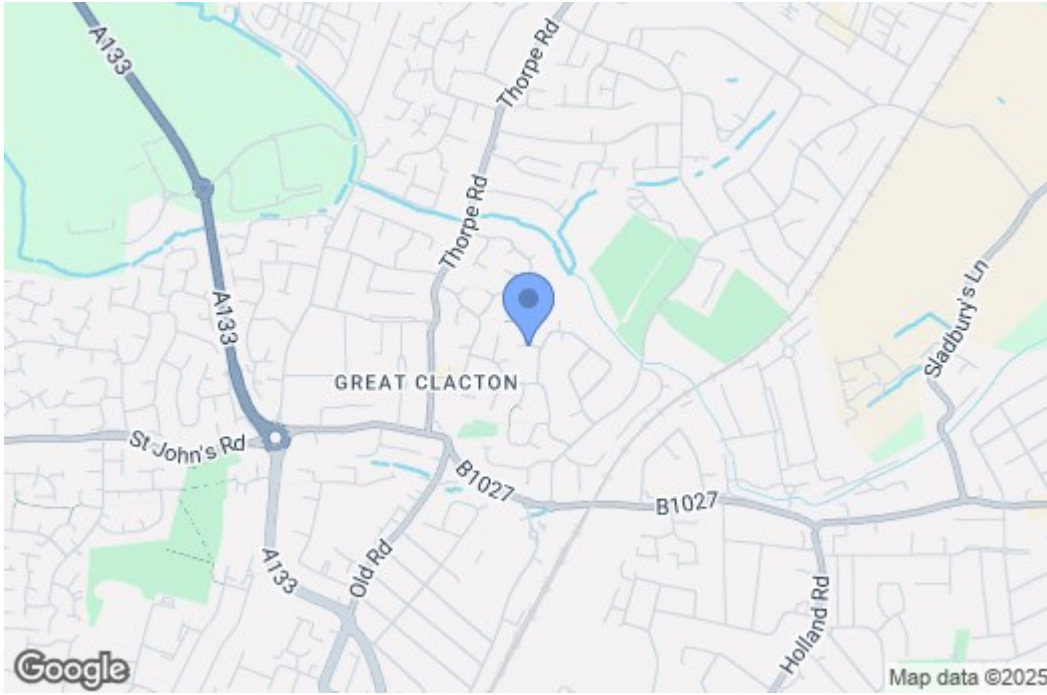 A133
Thorpe Rd
Thorpe Rd
A133
Sladbury's Ln
GREAT CLACTON
St John's Rd
B1027
B1027
A133
Old Rd
Holland Rd
Google
Map data ©2025